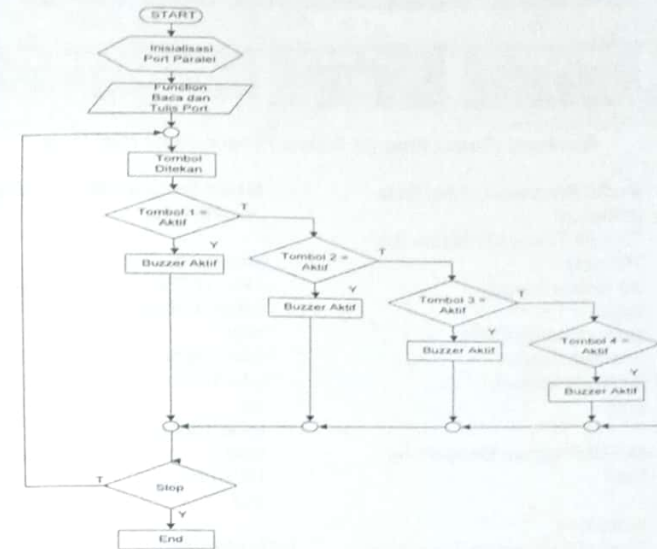 START
Inisialisasi
Port Paralel
Function
Baca dan
Tulis Port
Tombol
Ditekan
Tombol 1 =
Aktif
T
Y
Buzzer Aktif
Tombol 2 =
Aktif
T
Y
Buzzer Aktif
Tombol 3 =
Aktif
T
Y
Buzzer Aktif
Tombol 4 =
Aktif
Y
Buzzer Aktif
Stop
T
Y
End